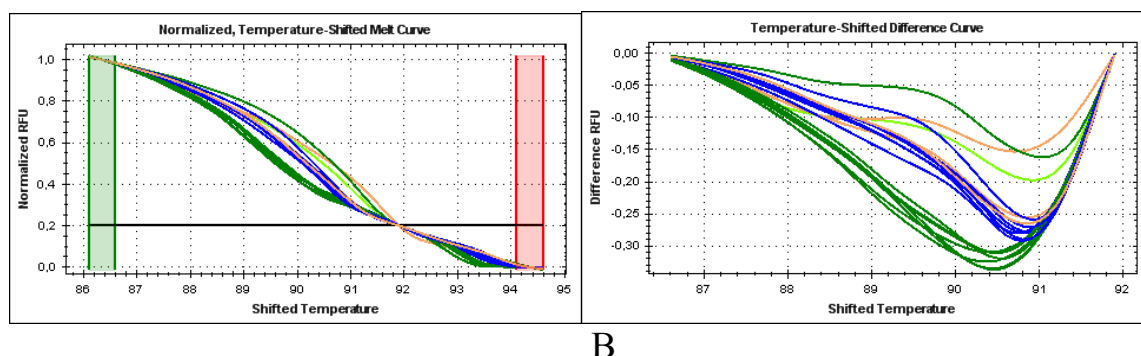 Normalized, Temperature-Shifted Melt Curve
Normalized RFU
1,0
0,8
0,6
0,4
0,2
0,0
86 87 88 89 90 91 92 93 94 95
Shifted Temperature
Temperature-Shifted Difference Curve
Difference RFU
0,00
-0,05
-0,10
-0,15
-0,20
-0,25
-0,30
87 88 89 90 91 92
Shifted Temperature
B